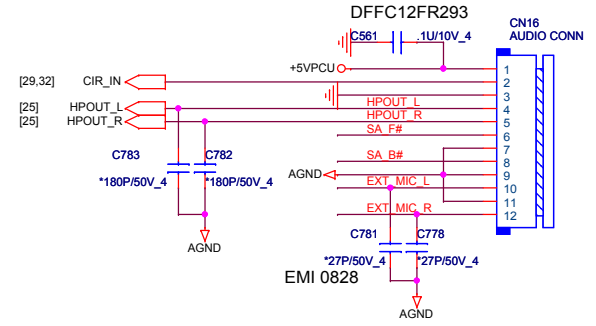 DFFC12FR293
CN16
AUDIO CONN
C561
.1U/10V_4
+5VPCU
1
[29,32]
CIR_IN
2
3
[25]
HPOUT_L
HPOUT_L
4
[25]
HPOUT_R
HPOUT_R
5
SA_F#
6
7
C783
C782
SA_B#
8
AGND
9
*180P/50V_4
*180P/50V_4
EXT_MIC_L
10
11
EXT_MIC_R
12
C781
C778
AGND
*27P/50V_4
*27P/50V_4
EMI 0828
AGND